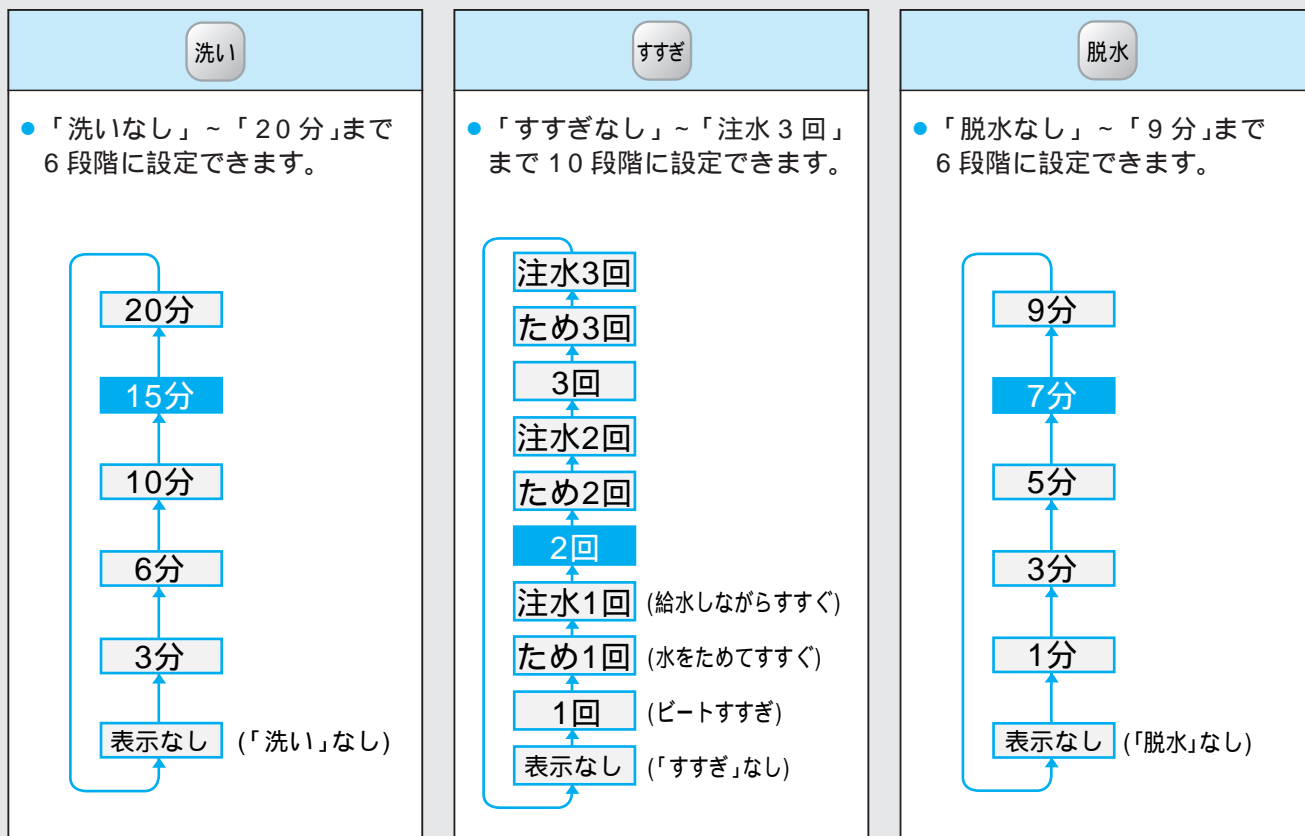 洗い
●「洗いなし」~「20分」まで
6段階に設定できます。
20分
15分
10分
6分
3分
表示なし (「洗い」なし)
すすぎ
●「すすぎなし」~「注水3回」
まで10段階に設定できます。
注水3回
ため3回
3回
注水2回
ため2回
2回
注水1回 (給水しながらすすぐ)
ため1回 (水をためてすすぐ)
1回 (ビートすすぎ)
表示なし (「すすぎ」なし)
脱水
●「脱水なし」~「9分」まで
6段階に設定できます。
9分
7分
5分
3分
1分
表示なし (「脱水」なし)